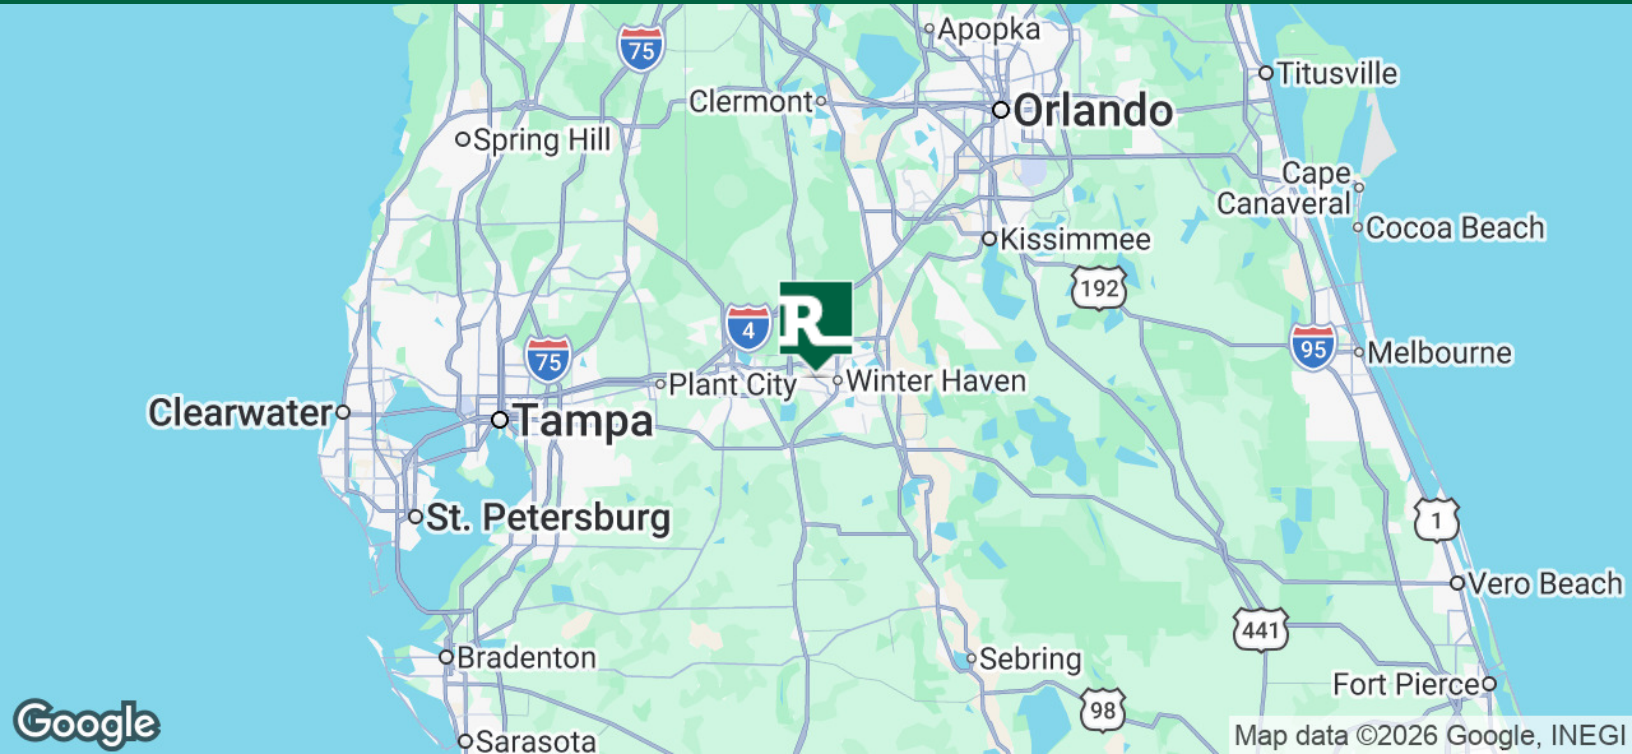 Apopka
75
Titusville
Clermont
Orlando
Spring Hill
Cape
Canaveral
Cocoa Beach
Kissimmee
192
R
4
75
95
Melbourne
Plant City
Winter Haven
Clearwater
Tampa
St. Petersburg
1
Vero Beach
441
Bradenton
Sebring
Fort Pierce
98
Google
Sarasota
Map data ©2026 Google, INEGI